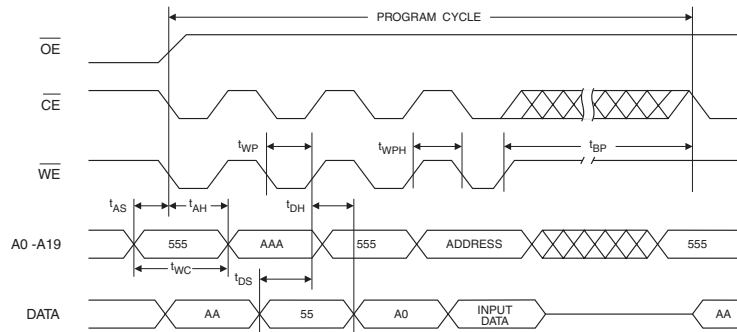 PROGRAM CYCLE
OE
CE
tWP tWPH tBP
WE
tAS tAH tDH
A0 -A19 555 AAA 555 ADDRESS 555
tWC
tDS
DATA AA 55 A0 INPUT DATA AA